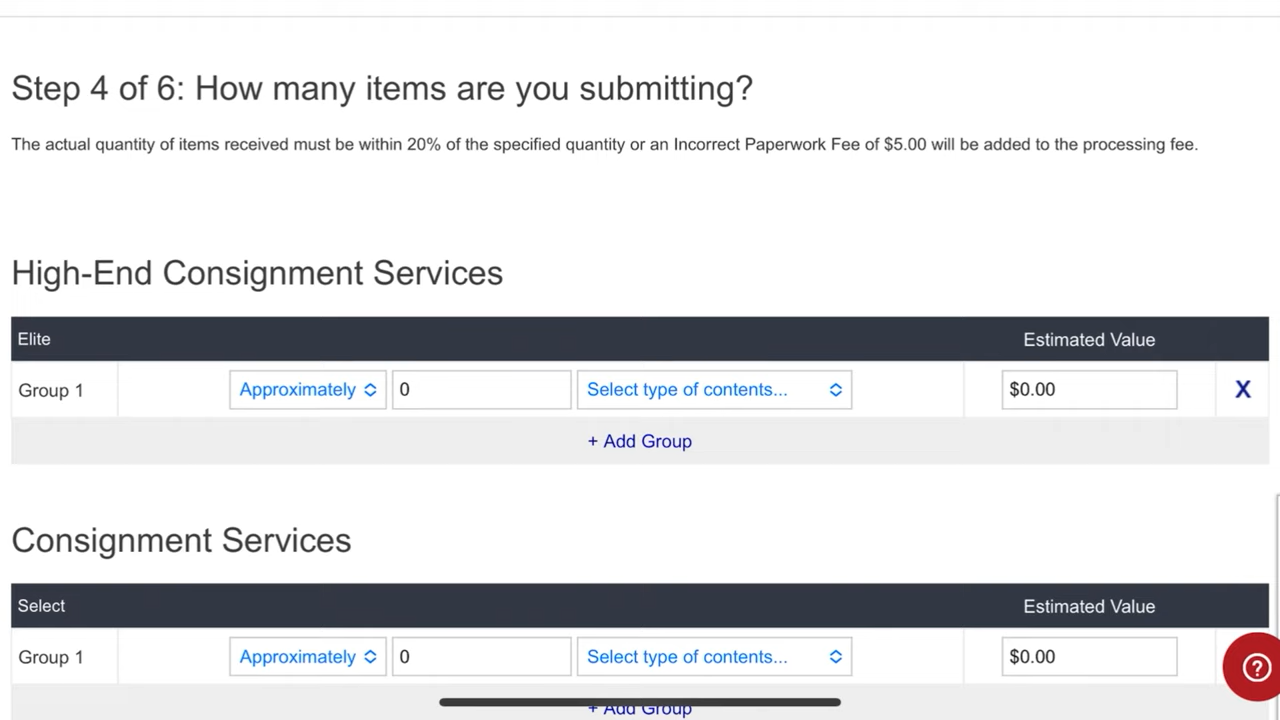 Step 4 of 6: How many items are you submitting?
The actual quantity of items received must be within 20% of the specified quantity or an Incorrect Paperwork Fee of $5.00 will be added to the processing fee.
High-End Consignment Services
Elite Estimated Value
Group 1 Approximately 0 Select type of contents... $0.00 X
+ Add Group
Consignment Services
Select Estimated Value
Group 1 Approximately 0 Select type of contents... $0.00
+ Add Group